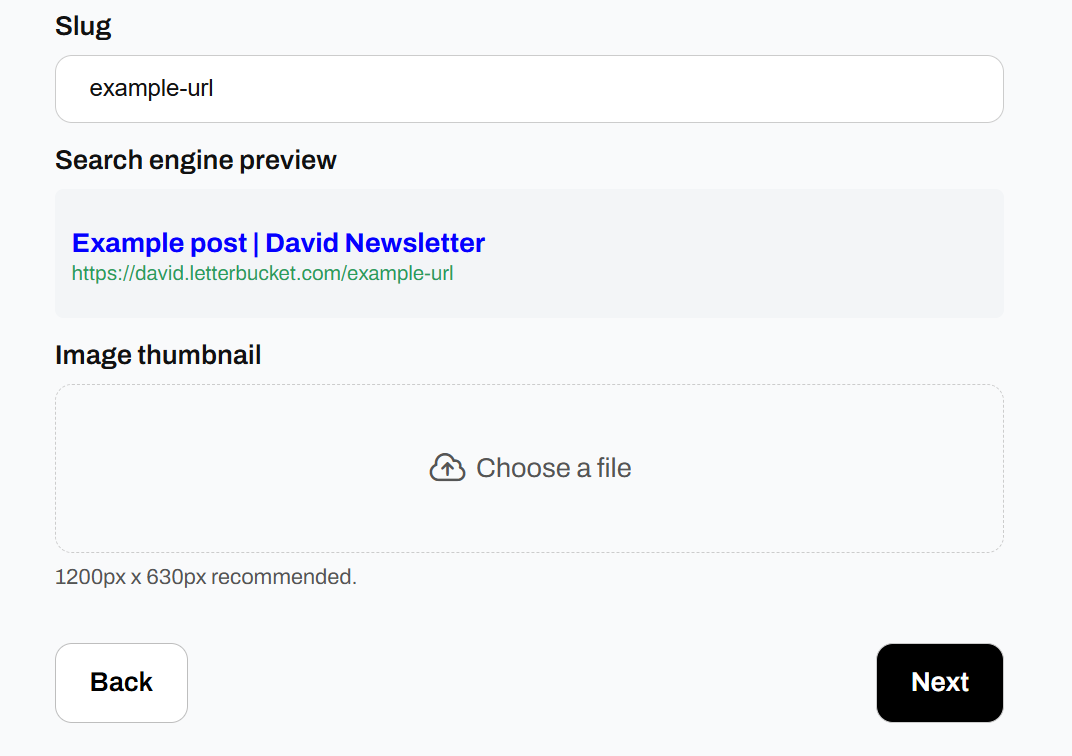 Slug
example-url
Search engine preview
Example post | David Newsletter
https://david.letterbucket.com/example-url
Image thumbnail
Choose a file
1200px x 630px recommended.
Back
Next